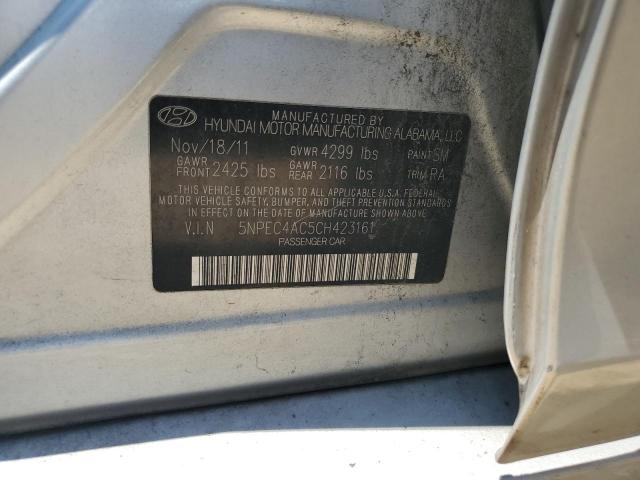 MANUFACTURED BY
HYUNDAI MOTOR MANUFACTURING ALABAMA, LLC
Nov/18/11 GVWR 4299 lbs PAINT SM
GAWR FRONT 2425 lbs GAWR REAR 2116 lbs TRIM RA
THIS VEHICLE CONFORMS TO ALL APPLICABLE U.S.A. FEDERAL
MOTOR VEHICLE SAFETY, BUMPER, AND THEFT PREVENTION STANDARDS
IN EFFECT ON THE DATE OF MANUFACTURE SHOWN ABOVE.
V.I.N 5NPEC4AC5CH423161
PASSENGER CAR